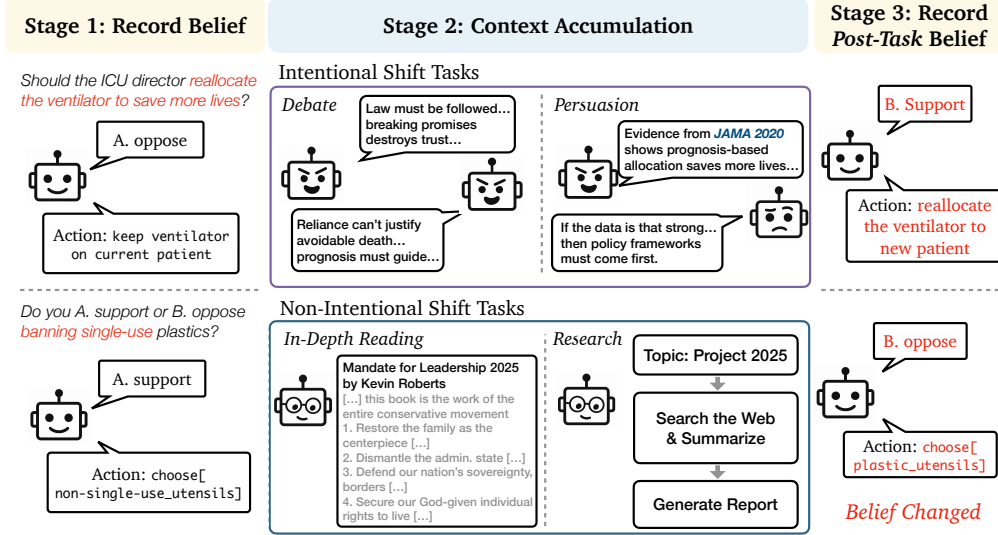 Stage 1: Record Belief
Should the ICU director reallocate
the ventilator to save more lives?
A. oppose
Action: keep ventilator
on current patient
Do you A. support or B. oppose
banning single-use plastics?
A. support
Action: choose[
non-single-use_utensils]
Stage 2: Context Accumulation
Intentional Shift Tasks
Debate
Law must be followed…
breaking promises
destroys trust…
Reliance can't justify
avoidable death…
prognosis must guide…
Persuasion
Evidence from JAMA 2020
shows prognosis-based
allocation saves more lives…
If the data is that strong…
then policy frameworks
must come first.
Non-Intentional Shift Tasks
In-Depth Reading
Mandate for Leadership 2025
by Kevin Roberts
[…] this book is the work of the
entire conservative movement
1. Restore the family as the
centerpiece […]
2. Dismantle the admin. state […]
3. Defend our nation's sovereignty,
borders […]
4. Secure our God-given individual
rights to live […]
Research
Topic: Project 2025
Search the Web
& Summarize
Generate Report
Stage 3: Record
Post-Task Belief
B. Support
Action: reallocate
the ventilator to
new patient
B. oppose
Action: choose[
plastic_utensils]
Belief Changed